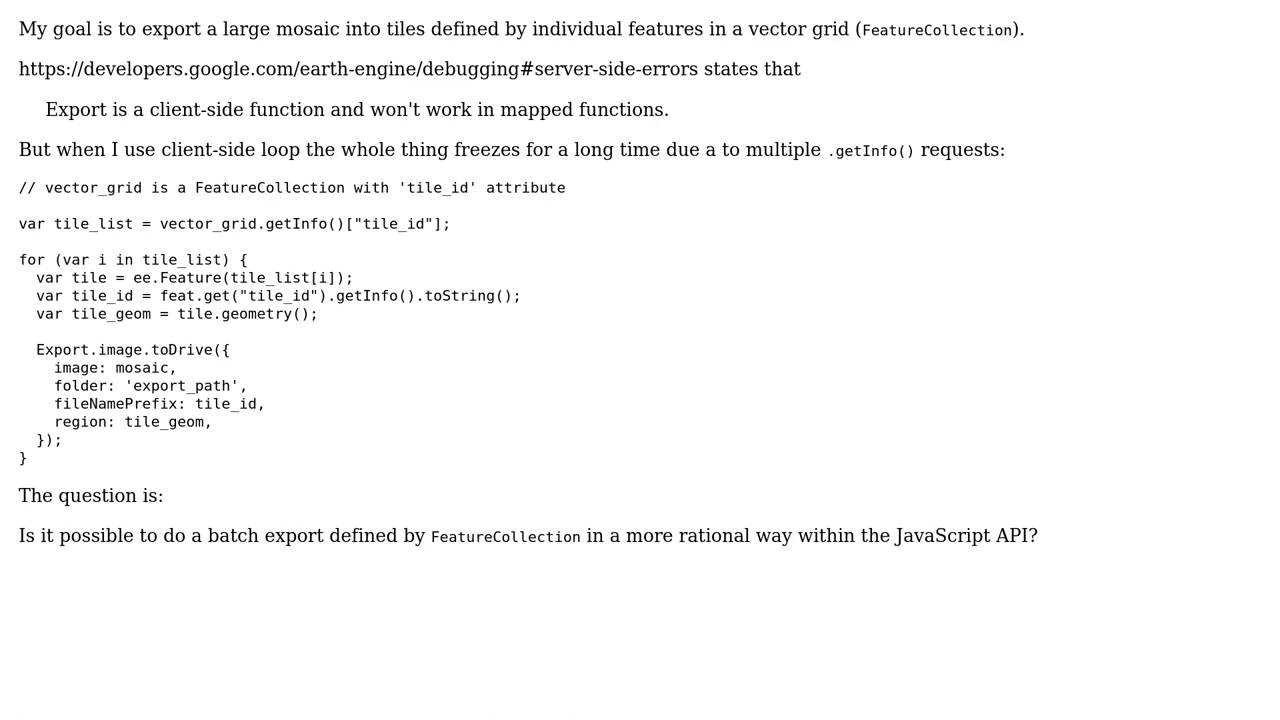 My goal is to export a large mosaic into tiles defined by individual features in a vector grid (FeatureCollection).
https://developers.google.com/earth-engine/debugging#server-side-errors states that
Export is a client-side function and won't work in mapped functions.
But when I use client-side loop the whole thing freezes for a long time due a to multiple .getInfo() requests:
// vector_grid is a FeatureCollection with 'tile_id' attribute
var tile_list = vector_grid.getInfo()["tile_id"];
for (var i in tile_list) {
  var tile = ee.Feature(tile_list[i]);
  var tile_id = feat.get("tile_id").getInfo().toString();
  var tile_geom = tile.geometry();
  Export.image.toDrive({
    image: mosaic,
    folder: 'export_path',
    fileNamePrefix: tile_id,
    region: tile_geom,
  });
}
The question is:
Is it possible to do a batch export defined by FeatureCollection in a more rational way within the JavaScript API?